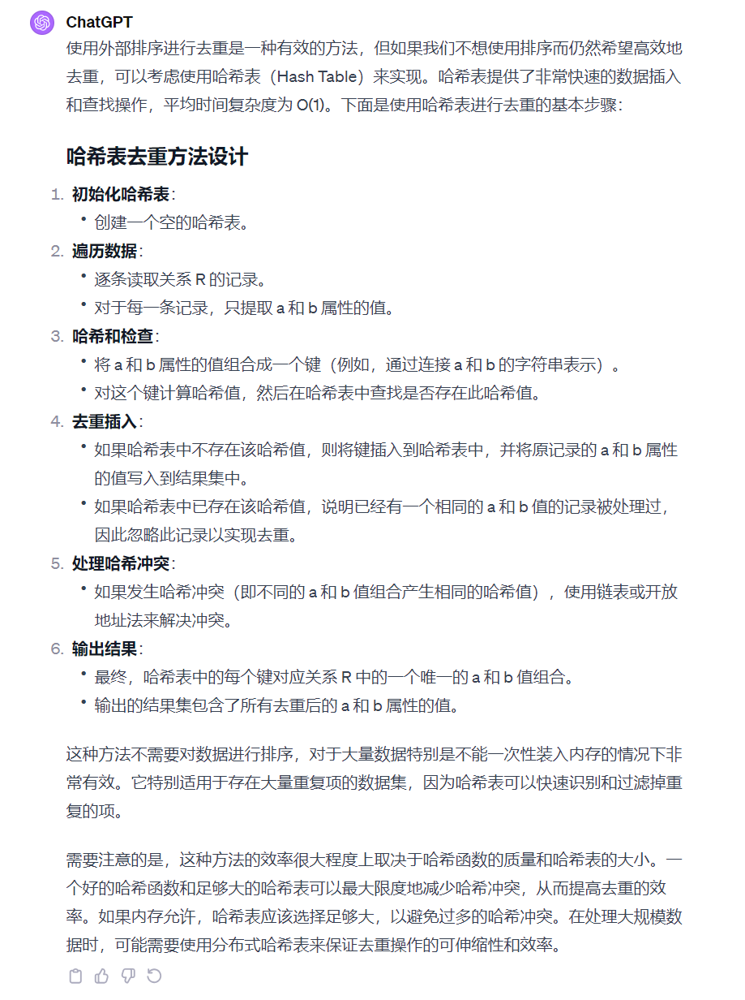 ChatGPT
使用外部排序进行去重是一种有效的方法，但如果我们不想使用排序而仍然希望高效地
去重，可以考虑使用哈希表（Hash Table）来实现。哈希表提供了非常快速的数据插入
和查找操作，平均时间复杂度为 O(1)。下面是使用哈希表进行去重的基本步骤：
哈希表去重方法设计
1. 初始化哈希表：
• 创建一个空的哈希表。
2. 遍历数据：
• 逐条读取关系 R 的记录。
• 对于每一条记录，只提取 a 和 b 属性的值。
3. 哈希和检查：
• 将 a 和 b 属性的值组合成一个键（例如，通过连接 a 和 b 的字符串表示）。
• 对这个键计算哈希值，然后在哈希表中查找是否存在此哈希值。
4. 去重插入：
• 如果哈希表中不存在该哈希值，则将键插入到哈希表中，并将原记录的 a 和 b 属性
的值写入到结果集中。
• 如果哈希表中已存在该哈希值，说明已经有一个相同的 a 和 b 值的记录被处理过，
因此忽略此记录以实现去重。
5. 处理哈希冲突：
• 如果发生哈希冲突（即不同的 a 和 b 值组合产生相同的哈希值），使用链表或开放
地址法来解决冲突。
6. 输出结果：
• 最终，哈希表中的每个键对应关系 R 中的一个唯一的 a 和 b 值组合。
• 输出的结果集包含了所有去重后的 a 和 b 属性的值。
这种方法不需要对数据进行排序，对于大量数据特别是不能一次性装入内存的情况下非
常有效。它特别适用于存在大量重复项的数据集，因为哈希表可以快速识别和过滤掉重
复的项。
需要注意的是，这种方法的效率很大程度上取决于哈希函数的质量和哈希表的大小。一
个好的哈希函数和足够大的哈希表可以最大限度地减少哈希冲突，从而提高去重的效
率。如果内存允许，哈希表应该选择足够大，以避免过多的哈希冲突。在处理大规模数
据时，可能需要使用分布式哈希表来保证去重操作的可伸缩性和效率。